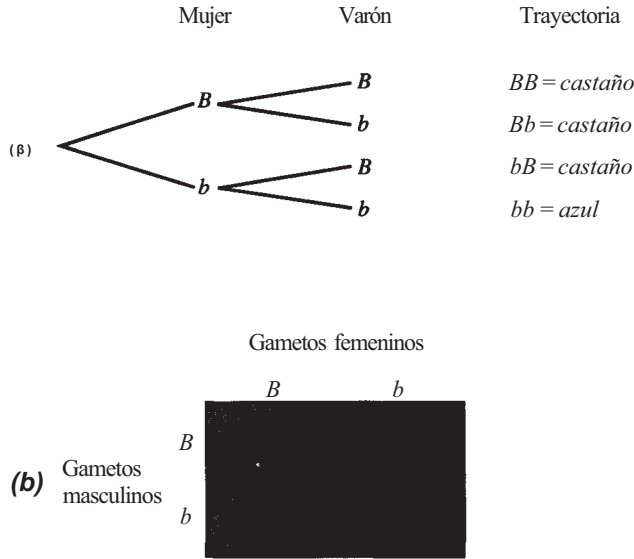 Mujer Varón Trayectoria
B B BB = castaño
b Bb = castaño
(β)
b B bB = castaño
b bb = azul
Gametos femeninos
B b
B
(b) Gametos
masculinos
b